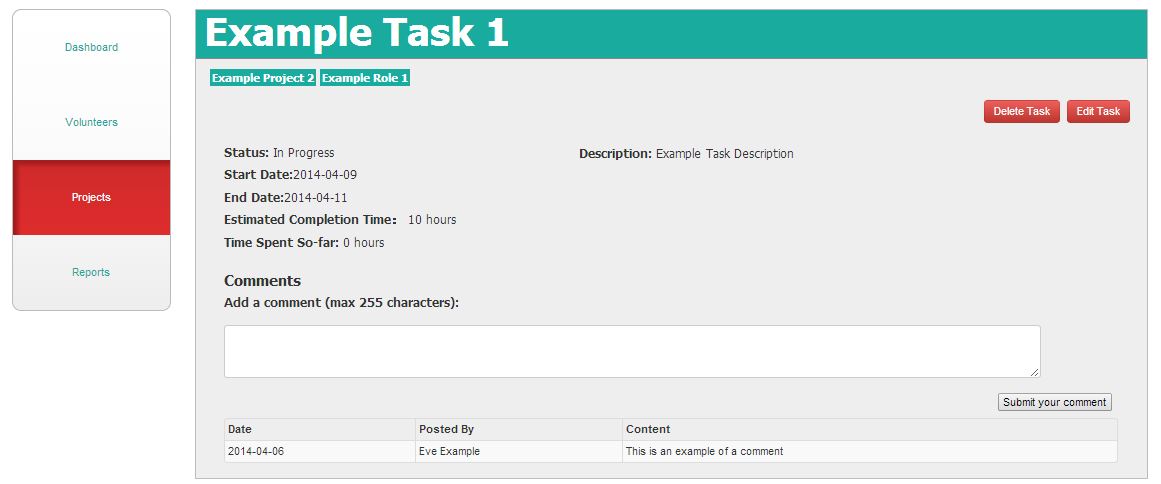 Dashboard
Volunteers
Projects
Reports
Example Task 1
Example Project 2 Example Role 1
Delete Task Edit Task
Status: In Progress
Description: Example Task Description
Start Date:2014-04-09
End Date:2014-04-11
Estimated Completion Time: 10 hours
Time Spent So-far: 0 hours
Comments
Add a comment (max 255 characters):
Submit your comment
Date Posted By Content
2014-04-06 Eve Example This is an example of a comment